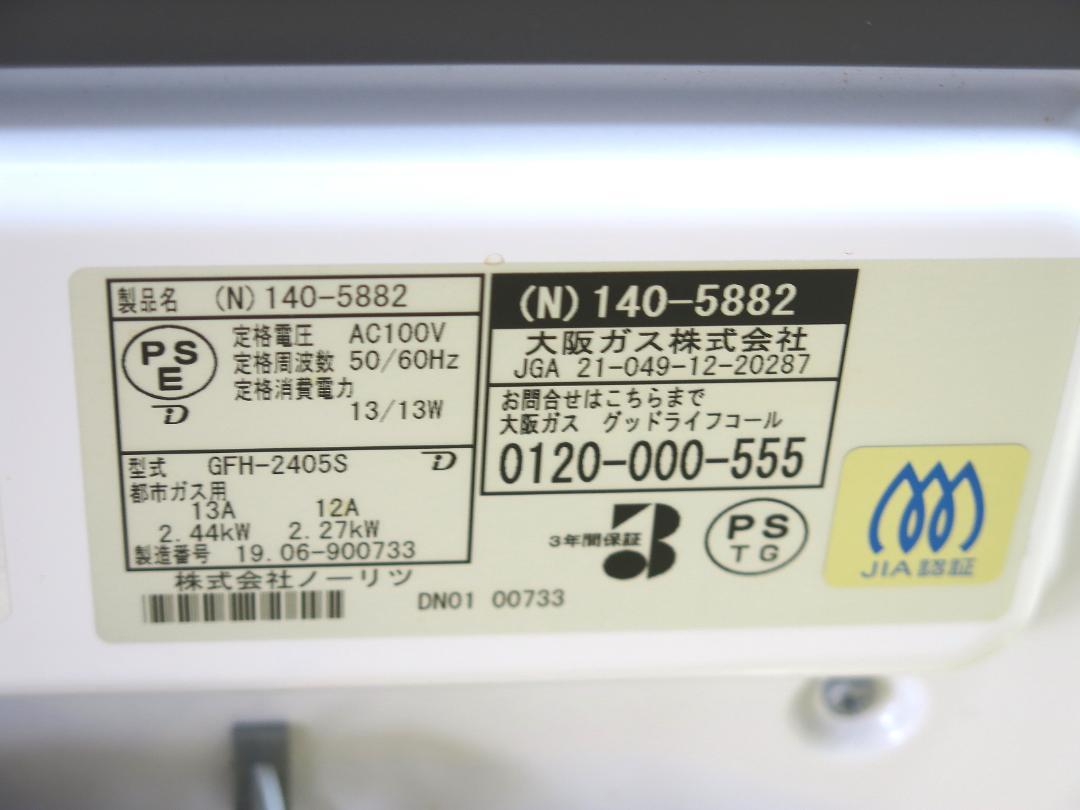 製品名 (N)140-5882
PS
E
定格電圧 AC100V
定格周波数 50/60Hz
定格消費電力
13/13W
型式 GFH-2405S
都市ガス用
13A 12A
2.44kW 2.27kW
製造番号 19.06-900733
株式会社ノーリツ
DN01 00733
(N)140-5882
大阪ガス株式会社
JGA 21-049-12-20287
お問合せはこちらまで
大阪ガス グッドライフコール
0120-000-555
3年間保証
PS
TG
JIA認証